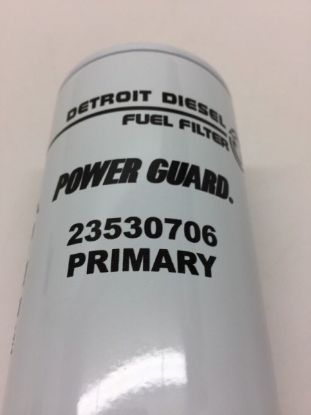 DETROIT DIESEL
FUEL FILTER
POWER GUARD®
23530706
PRIMARY